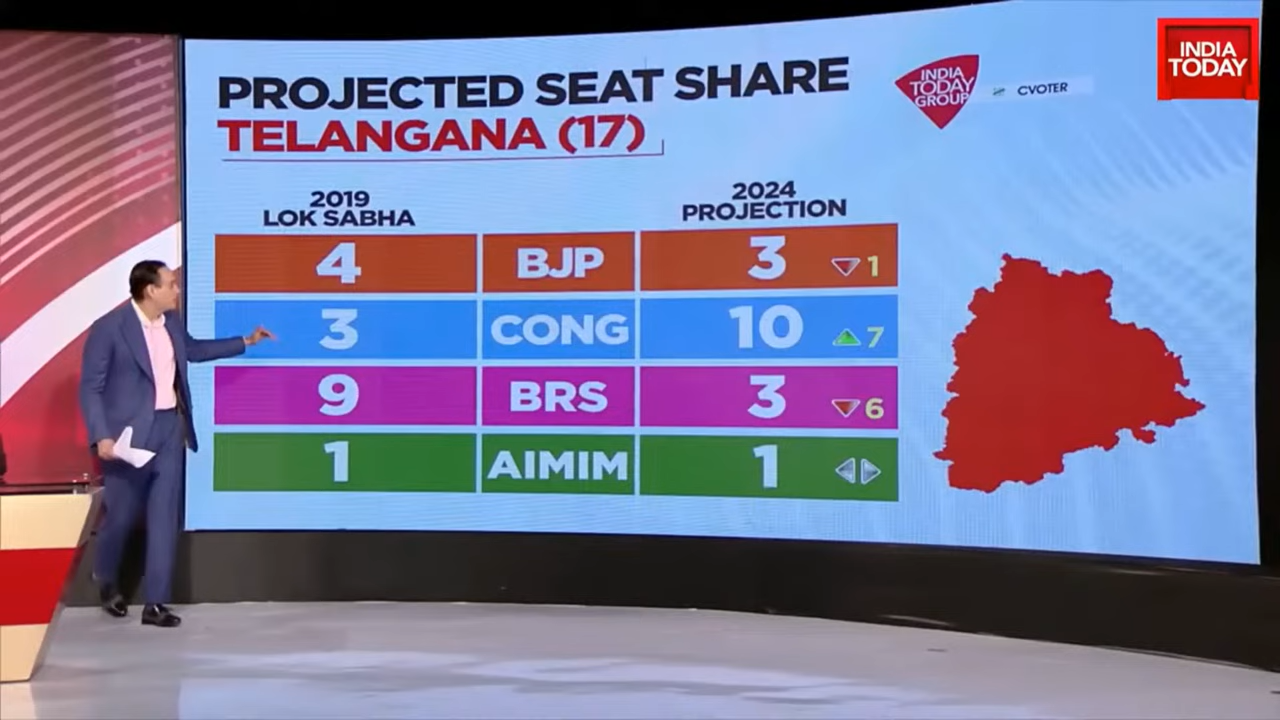 PROJECTED SEAT SHARE
TELANGANA (17)
INDIA
TODAY
GROUP
CVOTER
INDIA
TODAY
2019
LOK SABHA
2024
PROJECTION
4 BJP 3 1
3 CONG 10 7
9 BRS 3 6
1 AIMIM 1